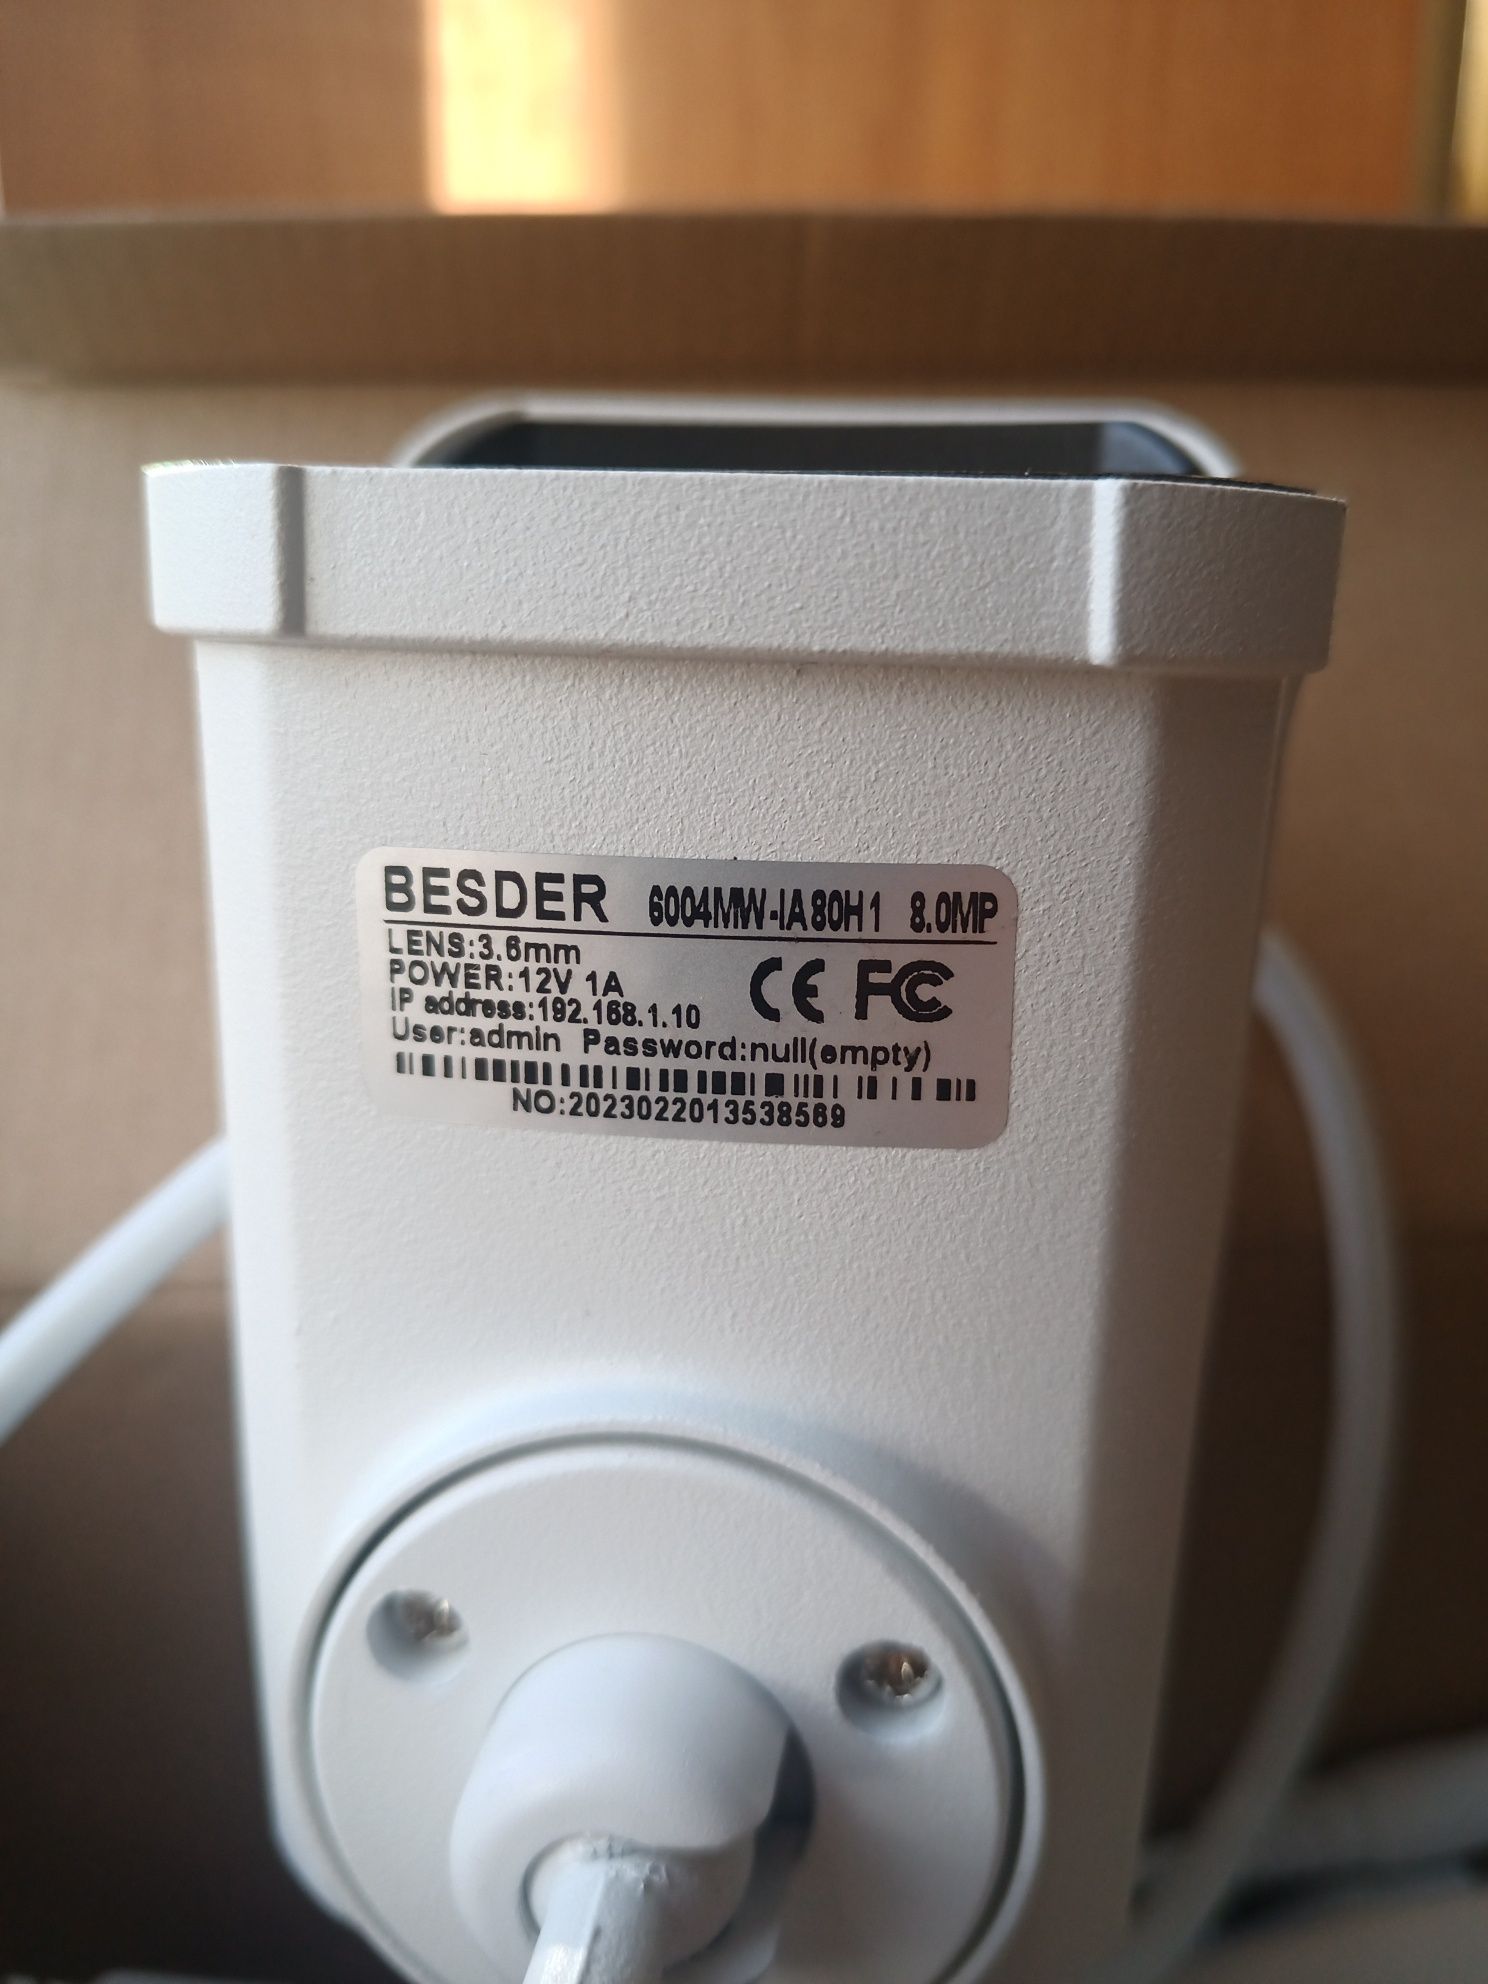 BESDER 6004MW-IA80H1 8.0MP
LENS:3.6mm
POWER:12V 1A
IP address:192.168.1.10
CE FC
User:admin Password:null(empty)
NO:2023022013538569